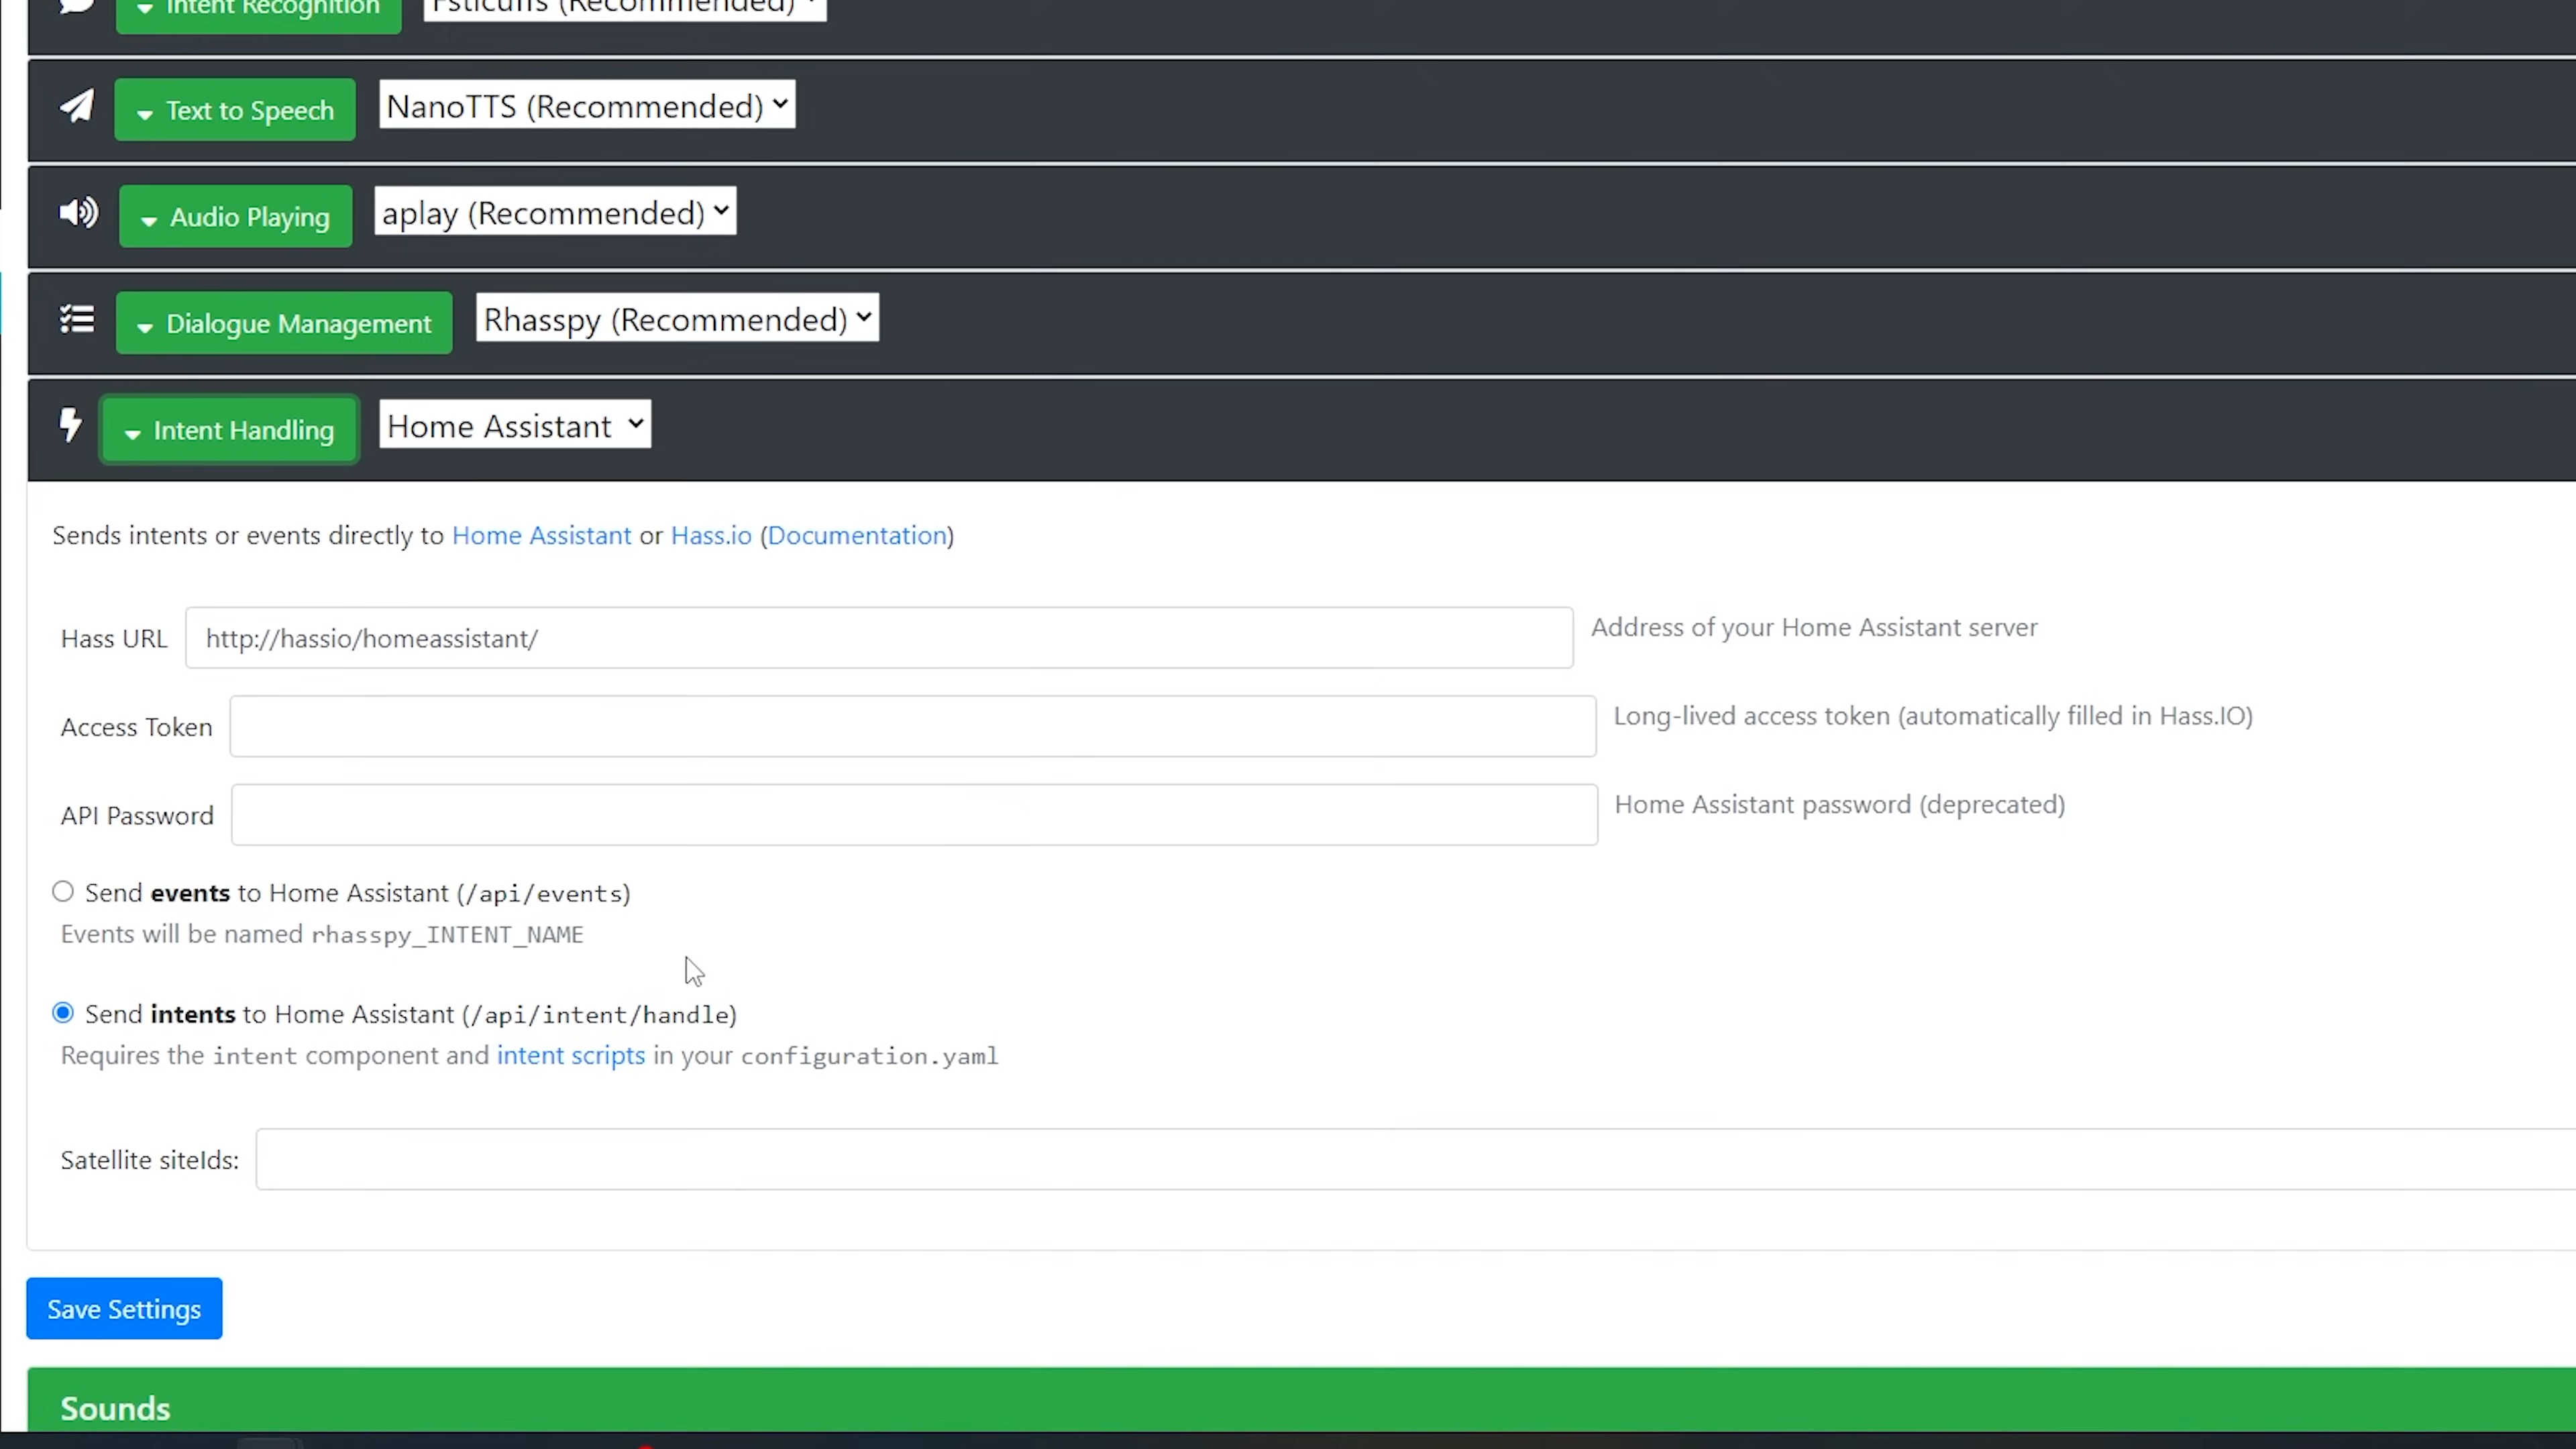 Intent Recognition Fsticuffs (Recommended)
Text to Speech NanoTTS (Recommended)
Audio Playing aplay (Recommended)
Dialogue Management Rhasspy (Recommended)
Intent Handling Home Assistant
Sends intents or events directly to Home Assistant or Hass.io (Documentation)
Hass URL http://hassio/homeassistant/ Address of your Home Assistant server
Access Token Long-lived access token (automatically filled in Hass.IO)
API Password Home Assistant password (deprecated)
Send events to Home Assistant (/api/events)
Events will be named rhasspy_INTENT_NAME
Send intents to Home Assistant (/api/intent/handle)
Requires the intent component and intent scripts in your configuration.yaml
Satellite siteIds:
Save Settings
Sounds